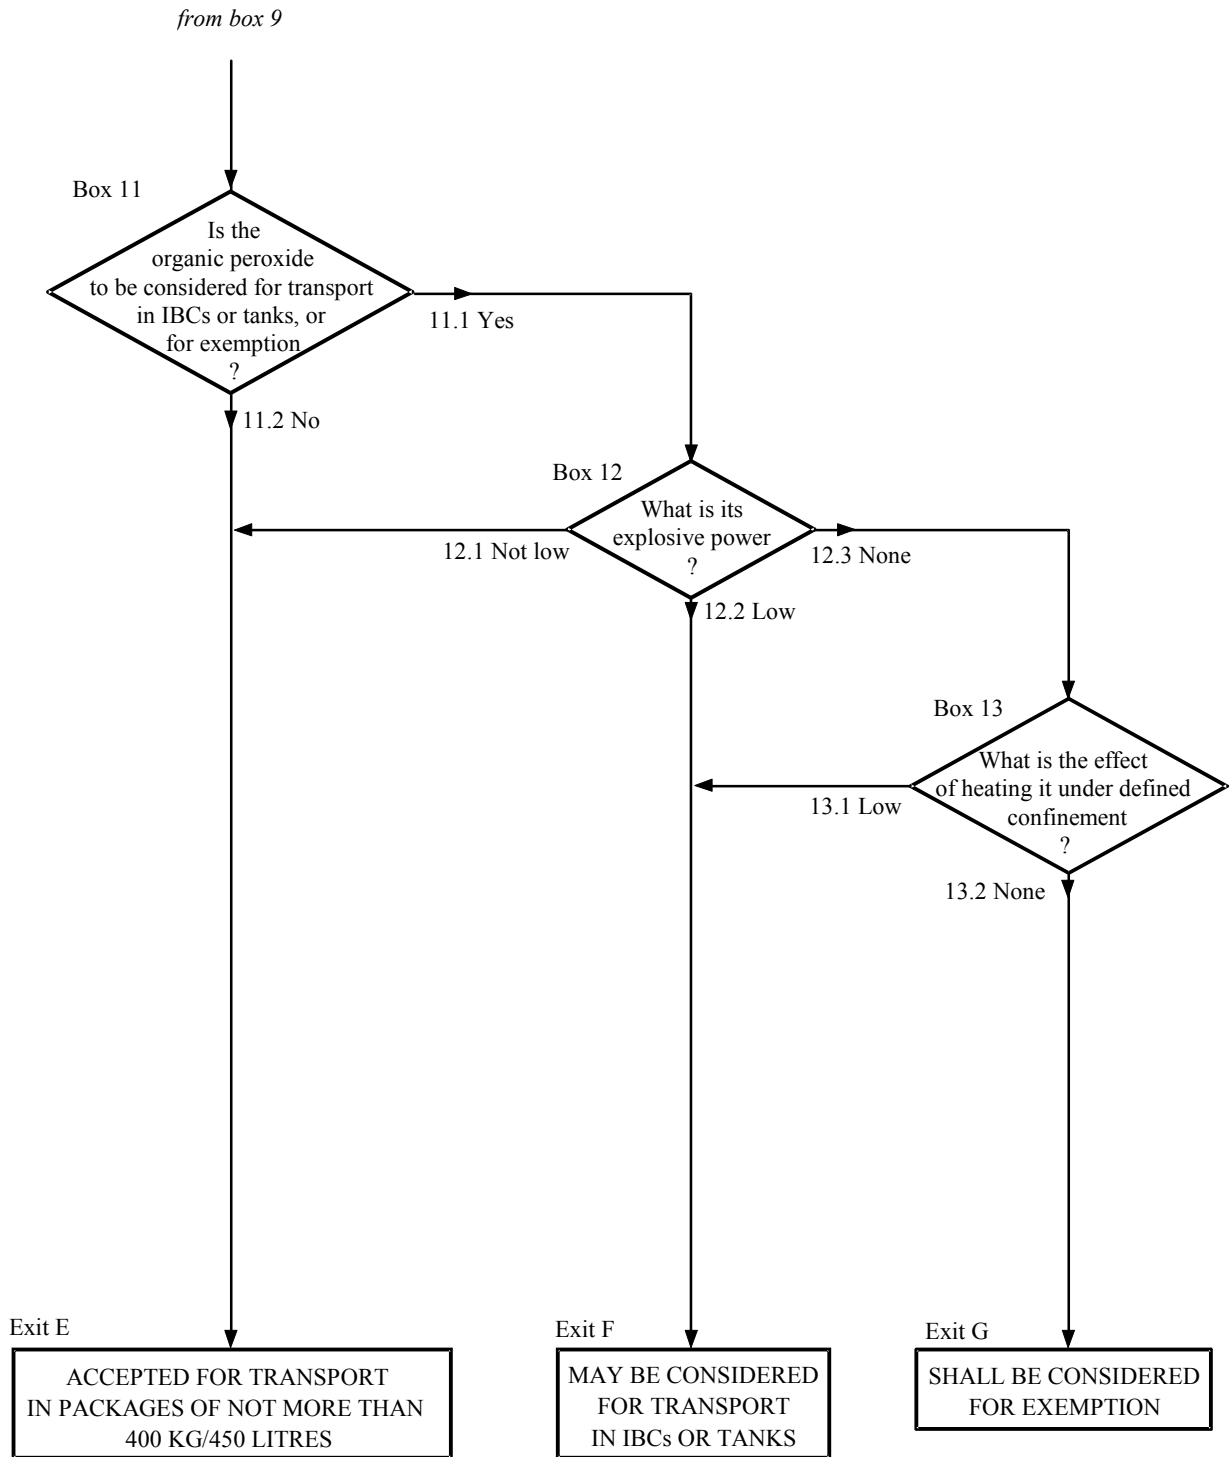 from box 9
Box 11
Is the
organic peroxide
to be considered for transport
in IBCs or tanks, or
for exemption
?
11.1 Yes
11.2 No
Box 12
What is its
explosive power
?
12.1 Not low
12.3 None
12.2 Low
Box 13
What is the effect
of heating it under defined
confinement
?
13.1 Low
13.2 None
Exit E
ACCEPTED FOR TRANSPORT
IN PACKAGES OF NOT MORE THAN
400 KG/450 LITRES
Exit F
MAY BE CONSIDERED
FOR TRANSPORT
IN IBCs OR TANKS
Exit G
SHALL BE CONSIDERED
FOR EXEMPTION